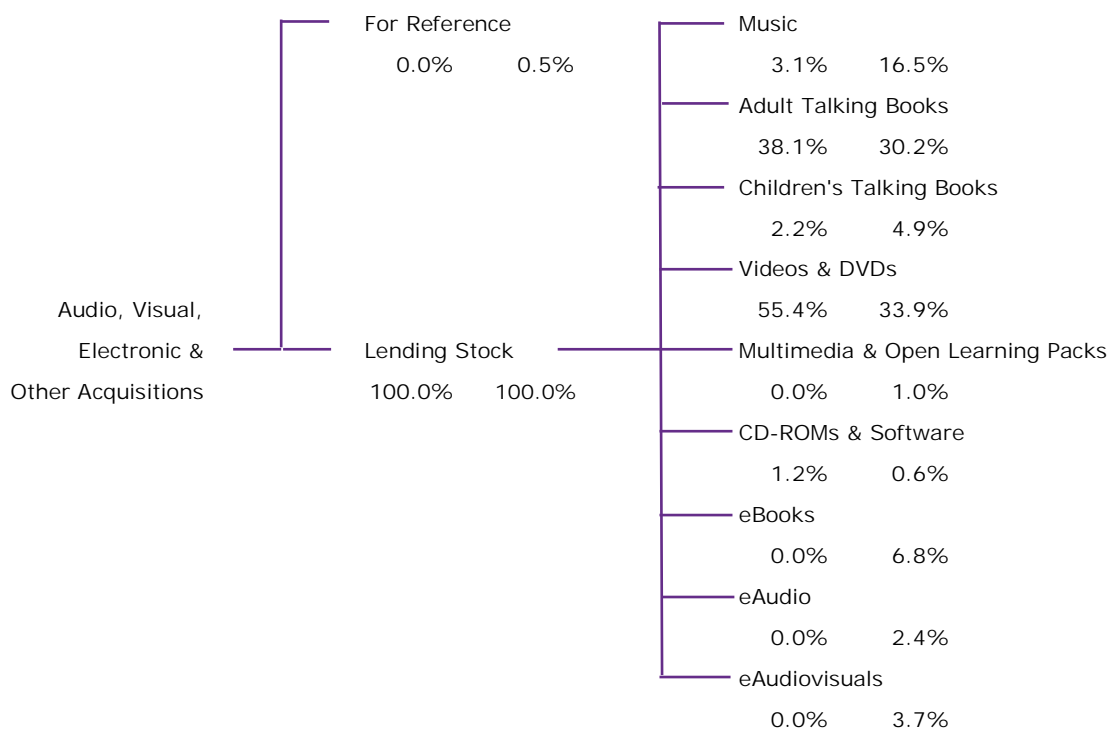 For Reference
0.0% 0.5%
Audio, Visual,
Electronic &
Other Acquisitions
Lending Stock
100.0% 100.0%
Music
3.1% 16.5%
Adult Talking Books
38.1% 30.2%
Children's Talking Books
2.2% 4.9%
Videos & DVDs
55.4% 33.9%
Multimedia & Open Learning Packs
0.0% 1.0%
CD-ROMs & Software
1.2% 0.6%
eBooks
0.0% 6.8%
eAudio
0.0% 2.4%
eAudiovisuals
0.0% 3.7%